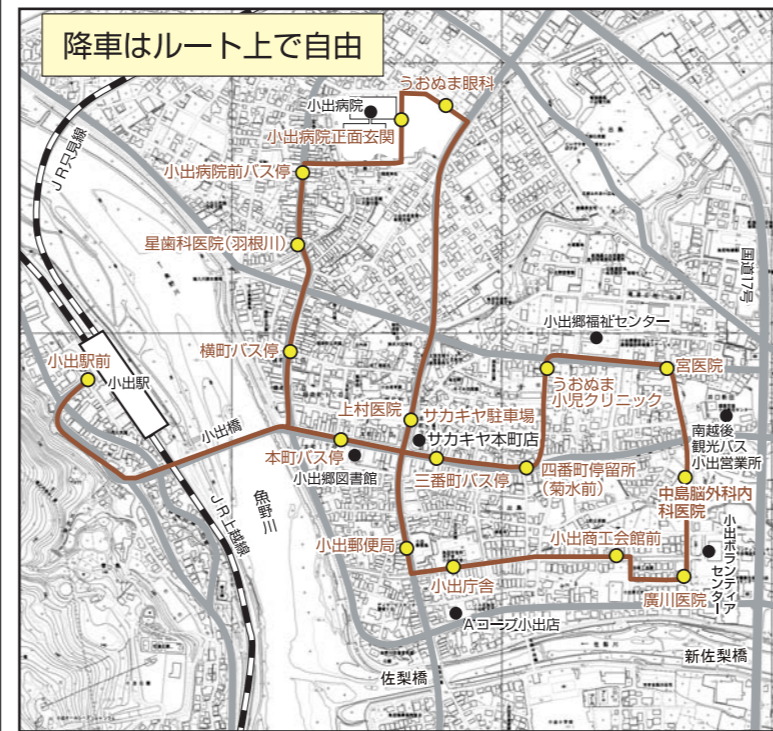 降車はルート上で自由
うおぬま眼科
小出病院
小出病院正面玄関
JR只見線
小出病院前バス停
星歯科医院(羽根川)
国道17号
小出郷福祉センター
横町バス停
小出駅前
小出駅
宮医院
うおぬま
小児クリニック
上村医院
サカキヤ駐車場
サカキヤ本町店
南越後
観光バス
小出営業所
小出橋
本町バス停
小出郷図書館
三番町バス停
四番町停留所
(菊水前)
中島脳外科内
科医院
魚野川
JR上越線
小出郵便局
小出商工会館前
小出ボランティア
センター
小出庁舎
廣川医院
Aコープ小出店
佐梨橋
新佐梨橋